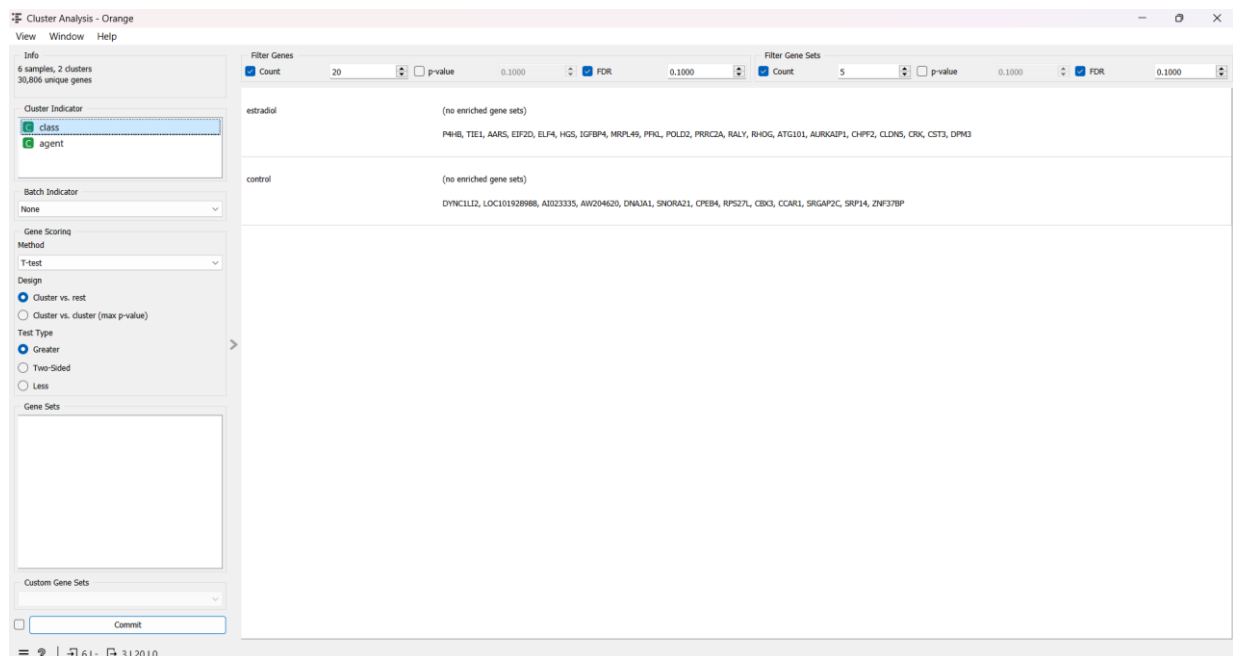 Cluster Analysis - Orange
View Window Help
Info
6 samples, 2 clusters
30,806 unique genes
Cluster Indicator
C class
C agent
Batch Indicator
None
Gene Scoring
Method
T-test
Design
Cluster vs. rest
Cluster vs. cluster (max p-value)
Test Type
Greater
Two-Sided
Less
Gene Sets
Custom Gene Sets
Commit
6 | - 3 | 20 | 0
Filter Genes
Count 20 p-value 0.1000 FDR 0.1000
Filter Gene Sets
Count 5 p-value 0.1000 FDR 0.1000
estradiol (no enriched gene sets)
P4HB, TIE1, AARS, EIF2D, ELF4, HGS, IGFBP4, MRPL49, PFKL, POLD2, PRRC2A, RALY, RHOG, ATG101, AURKAIP1, CHPF2, CLDN5, CRK, CST3, DPM3
control (no enriched gene sets)
DYNC1LI2, LOC101928988, AI023335, AW204620, DNAJA1, SNORA21, CPEB4, RPS27L, CBX3, CCAR1, SRGAP2C, SRP14, ZNF37BP